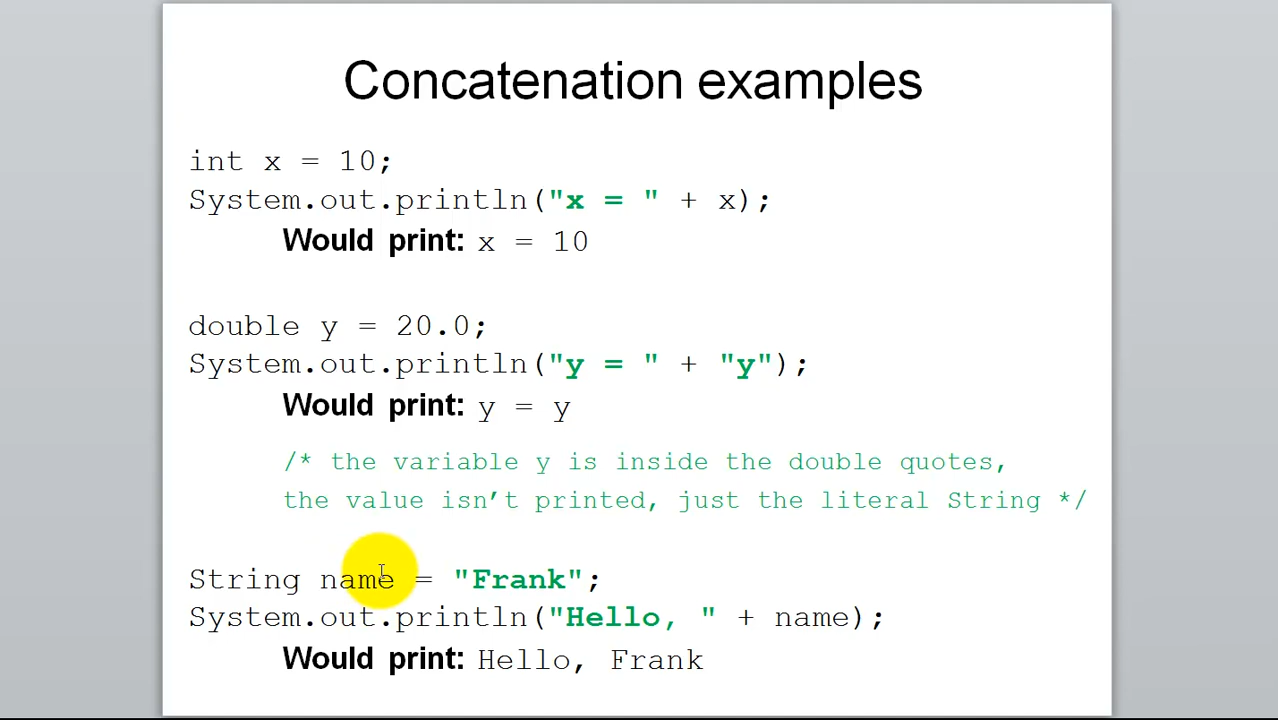 Concatenation examples
int x = 10;
System.out.println("x = " + x);
Would print: x = 10
double y = 20.0;
System.out.println("y = " + "y");
Would print: y = y
/* the variable y is inside the double quotes,
the value isn’t printed, just the literal String */
String name = "Frank";
System.out.println("Hello, " + name);
Would print: Hello, Frank